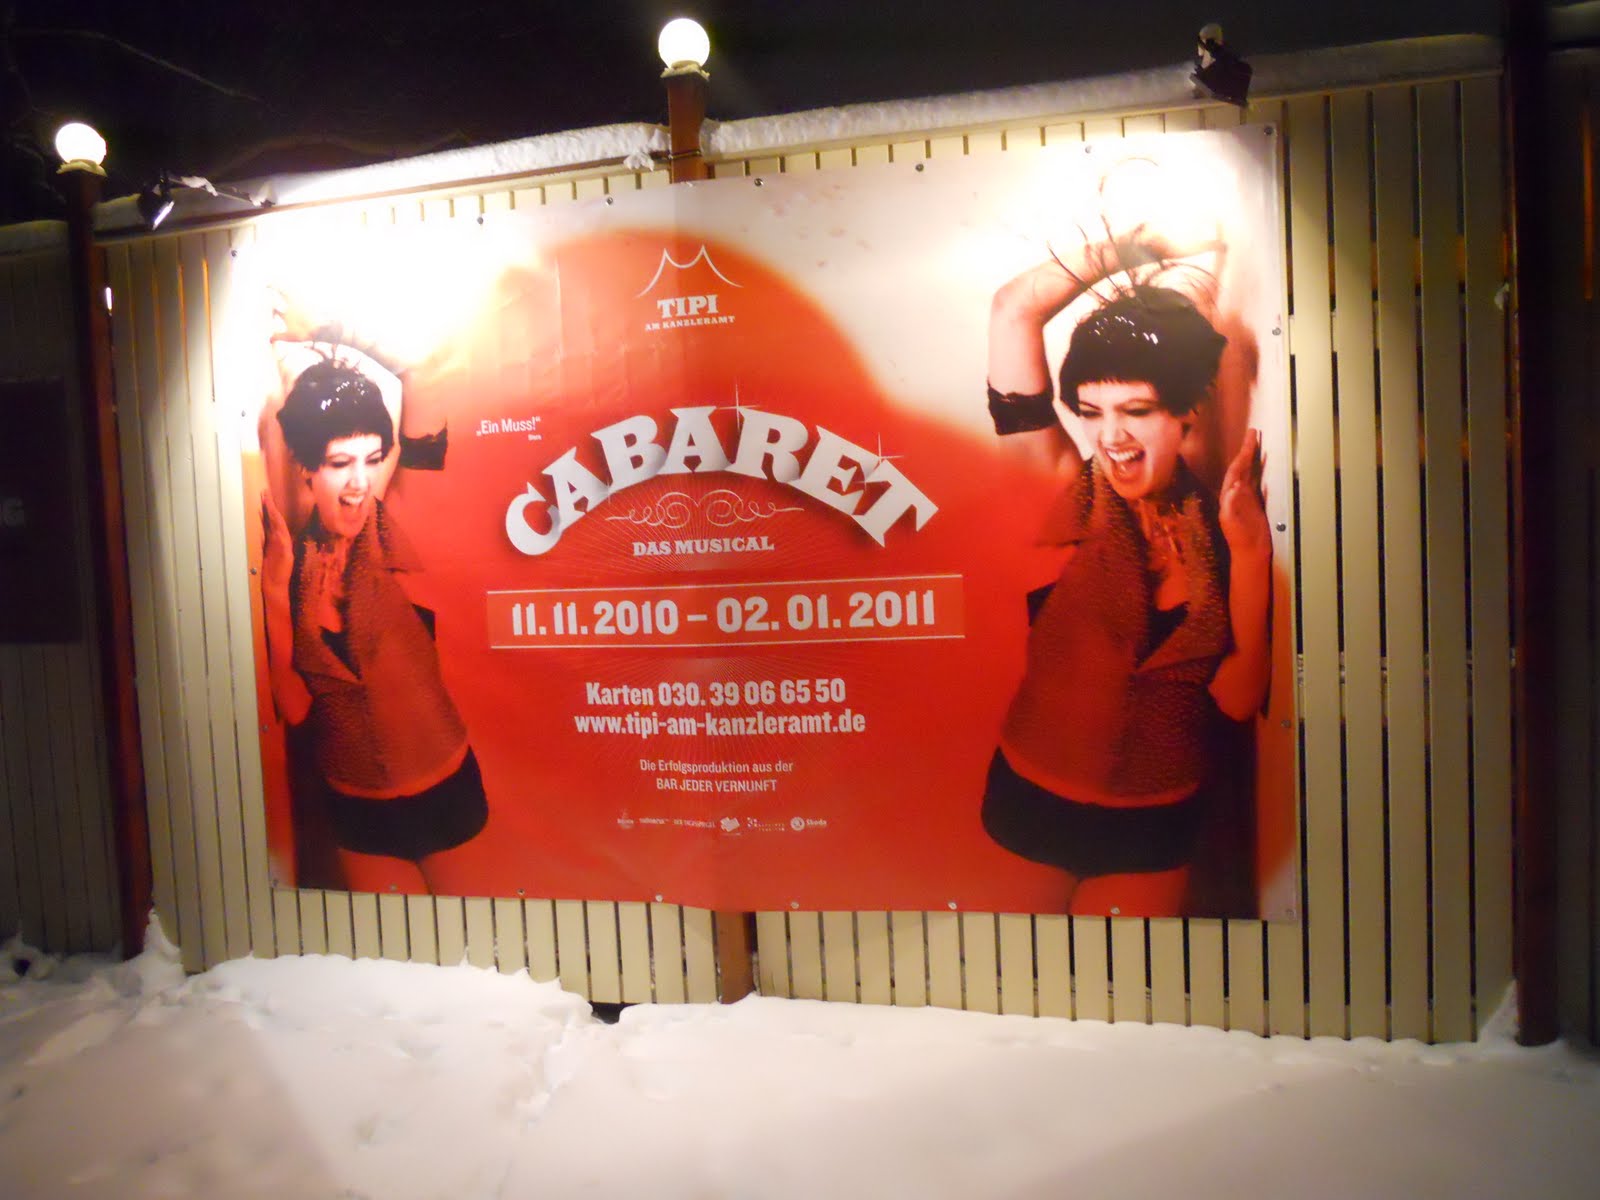 TIPI
AM KANZLERAMT
„Ein Muss!“
CABARET
DAS MUSICAL
11.11.2010 – 02.01.2011
Karten 030.39 06 65 50
www.tipi-am-kanzleramt.de
Die Erfolgsproduktion aus der
BAR JEDER VERNUNFT
Skoda
G